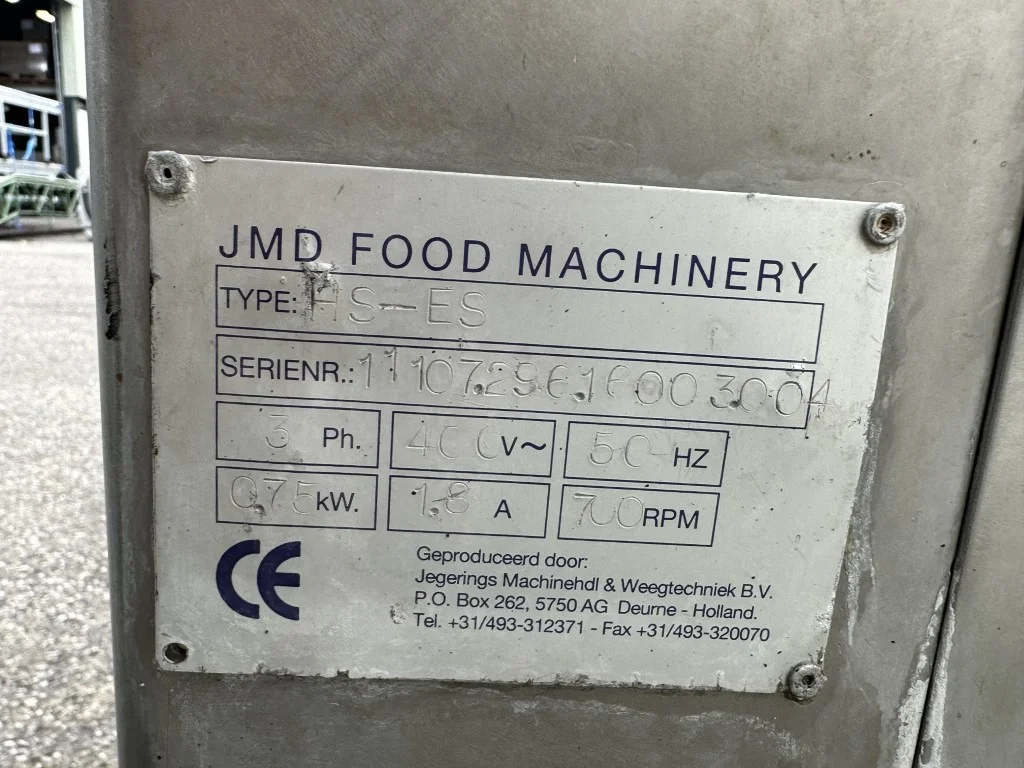 JMD FOOD MACHINERY
TYPE: HS-ES
SERIENR.: 11107296.16003004
3 Ph. 400 V~ 50 HZ
0,75 kW. 1.8 A 700 RPM
CE
Geproduceerd door:
Jegerings Machinehdl & Weegtechniek B.V.
P.O. Box 262, 5750 AG Deurne - Holland.
Tel. +31/493-312371 - Fax +31/493-320070